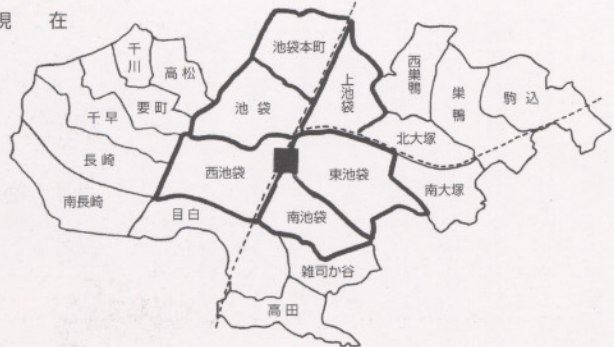 現在
池袋本町
千川
高松
上池袋
西巣鴨
巣鴨
駒込
要町
池袋
千早
北大塚
長崎
西池袋
東池袋
南大塚
南長崎
目白
南池袋
雑司か谷
高田